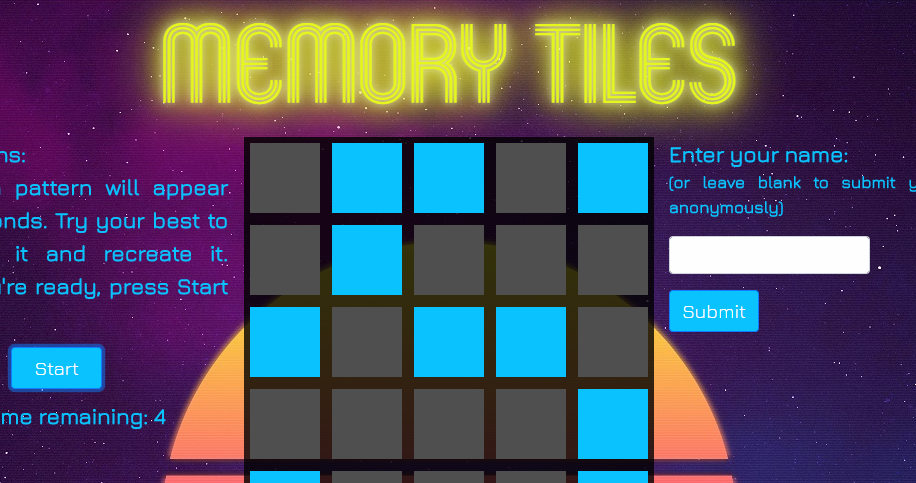 MEMORY TILES
ns:
pattern will appear
onds. Try your best to
it and recreate it.
u're ready, press Start
Start
me remaining: 4
Enter your name:
(or leave blank to submit y
anonymously)
Submit